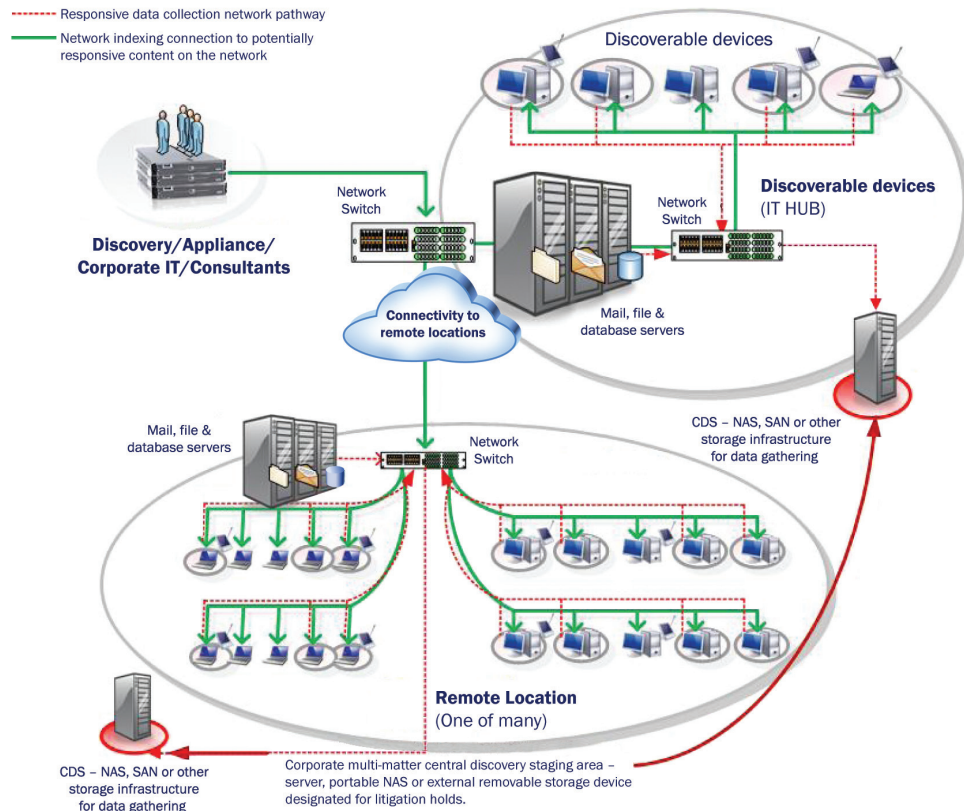 Responsive data collection network pathway
Network indexing connection to potentially
responsive content on the network
Discoverable devices
Network
Switch
Network
Switch
Discoverable devices
(IT HUB)
Discovery/Appliance/
Corporate IT/Consultants
Connectivity to
remote locations
Mail, file &
database servers
CDS – NAS, SAN or other
storage infrastructure
for data gathering
Mail, file &
database servers
Network
Switch
Remote Location
(One of many)
CDS – NAS, SAN or other
storage infrastructure
for data gathering
Corporate multi-matter central discovery staging area –
server, portable NAS or external removable storage device
designated for litigation holds.